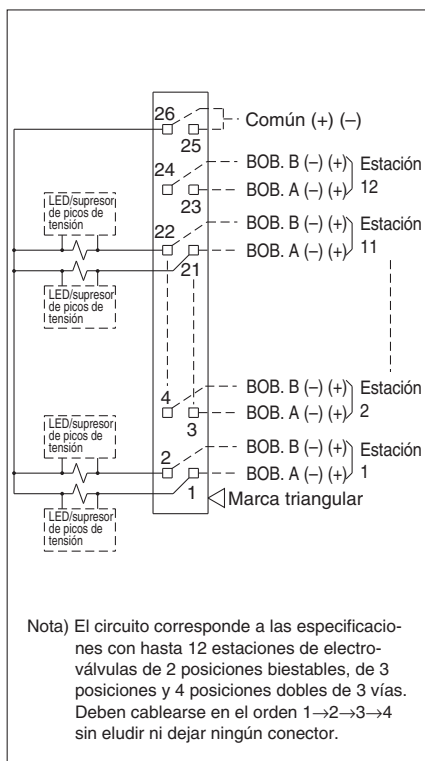 26
Común (+) (–)
25
24
BOB. B (–) (+)
Estación
BOB. A (–) (+)
12
23
LED/supresor
de picos de
tensión
22
BOB. B (–) (+)
Estación
BOB. A (–) (+)
11
21
LED/supresor
de picos de
tensión
4
BOB. B (–) (+)
Estación
BOB. A (–) (+)
2
3
LED/supresor
de picos de
tensión
2
BOB. B (–) (+)
Estación
BOB. A (–) (+)
1
1
Marca triangular
LED/supresor
de picos de
tensión
Nota) El circuito corresponde a las especificacio-
nes con hasta 12 estaciones de electro-
válvulas de 2 posiciones biestables, de 3
posiciones y 4 posiciones dobles de 3 vías.
Deben cablearse en el orden 1→2→3→4
sin eludir ni dejar ningún conector.